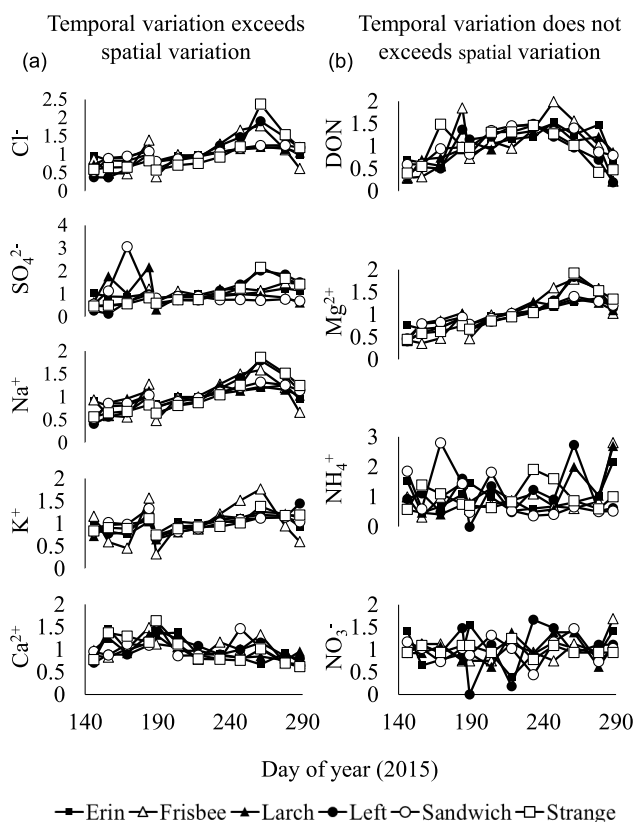 Temporal variation exceeds
spatial variation
Temporal variation does not
exceeds spatial variation
(a)
(b)
Cl-
2.5
2
1.5
1
0.5
0
DON
2
1.5
1
0.5
0
SO₄²⁻
4
3
2
1
0
Mg²⁺
2
1.5
1
0.5
0
Na⁺
2
1.5
1
0.5
0
K⁺
2
1.5
1
0.5
0
NH₄⁺
3
2
1
0
Ca²⁺
2
1.5
1
0.5
0
NO₃⁻
2
1.5
1
0.5
0
140 190 240 290
140 190 240 290
Day of year (2015)
Erin Frisbee Larch Left Sandwich Strange